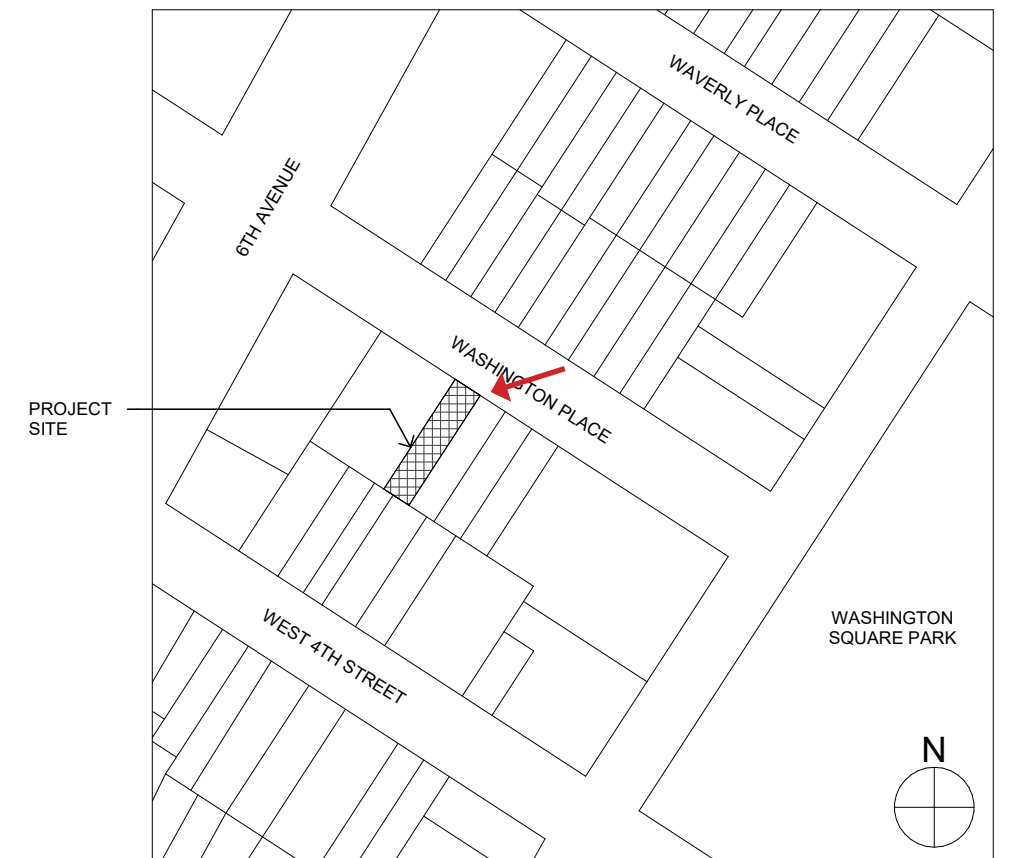 WAVERLY PLACE
6TH AVENUE
WASHINGTON PLACE
PROJECT
SITE
WASHINGTON
SQUARE PARK
WEST 4TH STREET
N